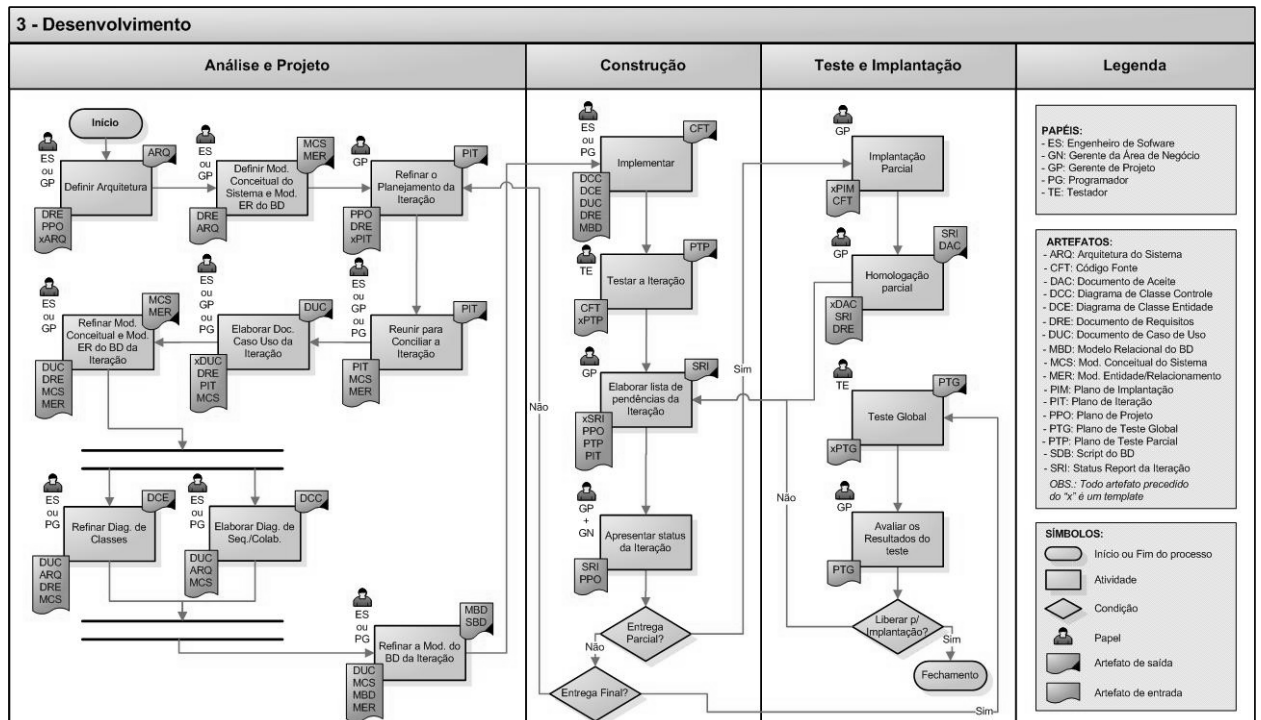 3 - Desenvolvimento
Análise e Projeto
Início
ES
ou
GP
ARQ
Definir Arquitetura
DRE
PPO
xARQ
ES
ou
GP
MCS
MER
Definir Mod.
Conceitual do
Sistema e Mod.
ER do BD
DRE
ARQ
GP
PIT
Refinar o
Planejamento da
Iteração
PPO
DRE
xPIT
ES
ou
GP
MCS
MER
Refinar Mod.
Conceitual e Mod.
ER do BD da
Iteração
DUC
DRE
MCS
MER
ES
ou
GP
ou
PG
DUC
Elaborar Doc.
Caso Uso da
Iteração
xDUC
DRE
PIT
MCS
ES
ou
GP
ou
PG
PIT
Reunir para
Conciliar a
Iteração
PIT
MCS
MER
ES
ou
PG
DCE
Refinar Diag. de
Classes
DUC
ARQ
DRE
MCS
ES
ou
PG
DCC
Elaborar Diag. de
Seq./Colab.
DUC
ARQ
MCS
ES
ou
PG
MBD
SBD
Refinar a Mod. do
BD da Iteração
DUC
MCS
MBD
MER
Construção
ES
ou
PG
CFT
Implementar
DCC
DCE
DUC
DRE
MBD
TE
PTP
Testar a Iteração
CFT
xPTP
GP
SRI
Elaborar lista de
pendências da
Iteração
xSRI
PPO
PTP
PIT
Não
Sim
GP
+
GN
Apresentar status
da Iteração
SRI
PPO
Entrega
Parcial?
Não
Entrega Final?
Sim
Teste e Implantação
GP
Implantação
Parcial
xPIM
CFT
GP
SRI
DAC
Homologação
parcial
xDAC
SRI
DRE
TE
PTG
Teste Global
xPTG
Não
GP
Avaliar os
Resultados do
teste
PTG
Liberar p/
Implantação?
Sim
Fechamento
Legenda
PAPÉIS:
- ES: Engenheiro de Sofware
- GN: Gerente da Área de Negócio
- GP: Gerente de Projeto
- PG: Programador
- TE: Testador
ARTEFATOS:
- ARQ: Arquitetura do Sistema
- CFT: Código Fonte
- DAC: Documento de Aceite
- DCC: Diagrama de Classe Controle
- DCE: Diagrama de Classe Entidade
- DRE: Documento de Requisitos
- DUC: Documento de Caso de Uso
- MBD: Modelo Relacional do BD
- MCS: Mod. Conceitual do Sistema
- MER: Mod. Entidade/Relacionamento
- PIM: Plano de Implantação
- PIT: Plano de Iteração
- PPO: Plano de Projeto
- PTG: Plano de Teste Global
- PTP: Plano de Teste Parcial
- SDB: Script do BD
- SRI: Status Report da Iteração
OBS.: Todo artefato precedido
do "x" é um template
SÍMBOLOS:
Início ou Fim do processo
Atividade
Condição
Papel
Artefato de saída
Artefato de entrada